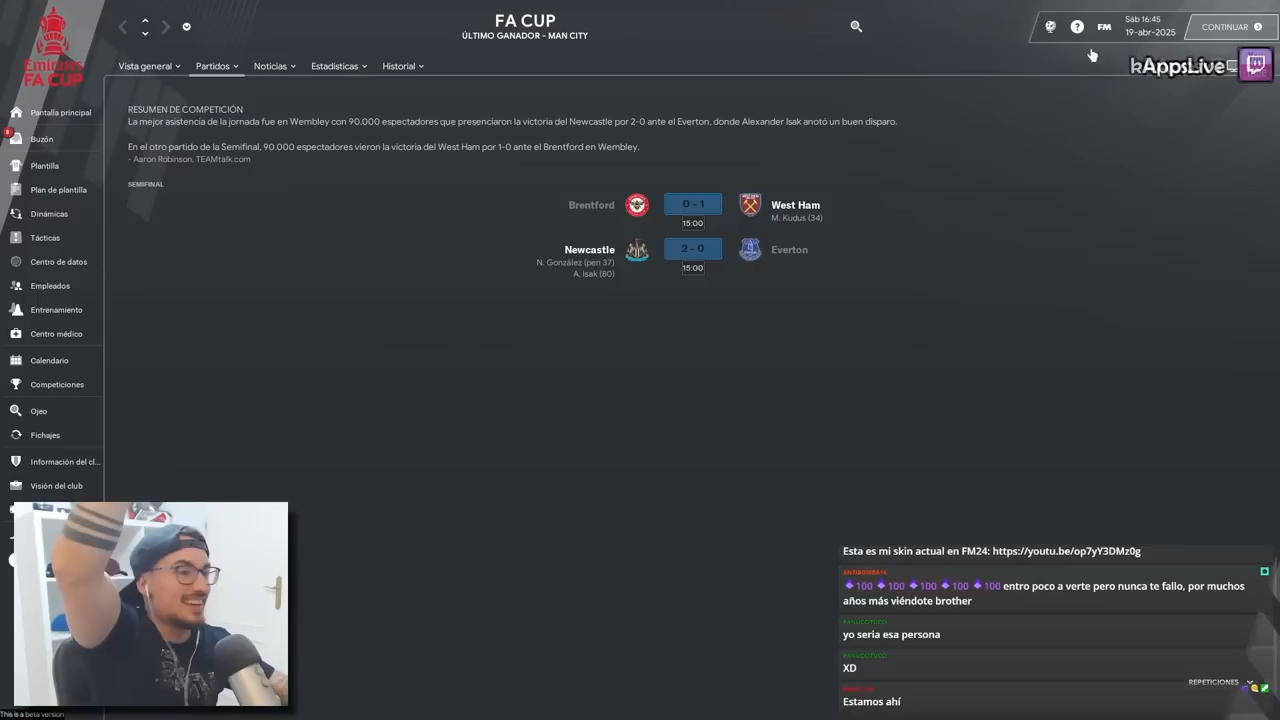 FA CUP
ÚLTIMO GANADOR - MAN CITY
Sáb 16:45
19-abr-2025
CONTINUAR
FM
kAppsLive
Emirates
FA CUP
Vista general
Partidos
Noticias
Estadísticas
Historial
Pantalla principal
8
Buzón
Plantilla
Plan de plantilla
Dinámicas
Tácticas
Centro de datos
Empleados
Entrenamiento
Centro médico
Calendario
Competiciones
Ojeo
Fichajes
Información del cl...
Visión del club
RESUMEN DE COMPETICIÓN
La mejor asistencia de la jornada fue en Wembley con 90.000 espectadores que presenciaron la victoria del Newcastle por 2-0 ante el Everton, donde Alexander Isak anotó un buen disparo.
En el otro partido de la Semifinal, 90.000 espectadores vieron la victoria del West Ham por 1-0 ante el Brentford en Wembley.
- Aaron Robinson, TEAMtalk.com
SEMIFINAL
Brentford 0 - 1 West Ham
M. Kudus (34)
15:00
Newcastle 2 - 0 Everton
N. González (pen 37)
A. Isak (80)
15:00
Esta es mi skin actual en FM24: https://youtu.be/op7yY3DMz0g
100 100 100 100 100 entro poco a verte pero nunca te fallo, por muchos
años más viéndote brother
yo seria esa persona
XD
REPETICIONES
Estamos ahí
This is a beta version